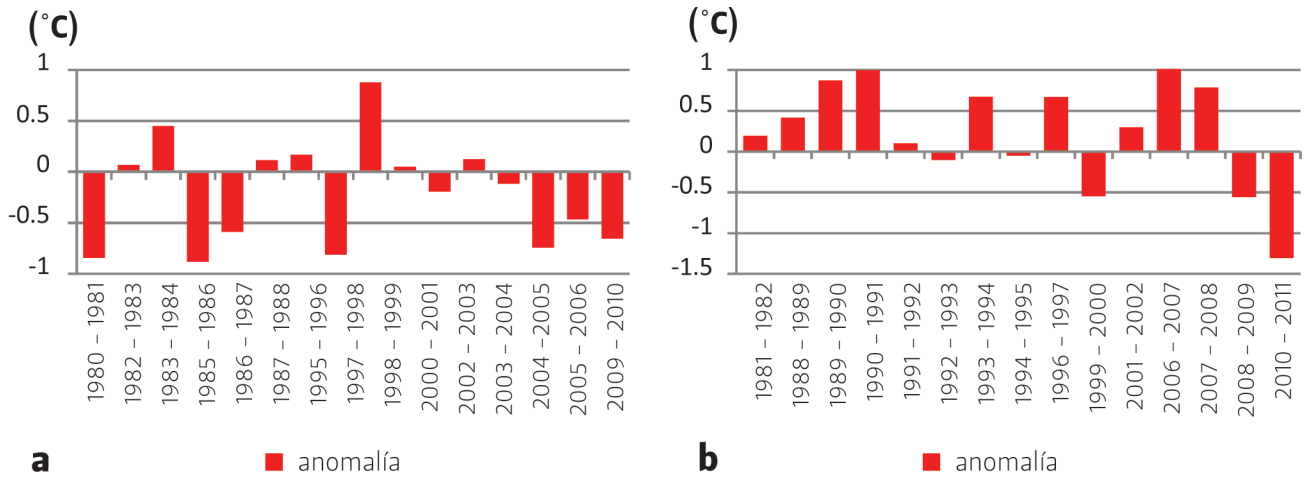 (°C)
1
0.5
0
-0.5
-1
1980 – 1981
1982 – 1983
1983 – 1984
1985 – 1986
1986 – 1987
1987 – 1988
1995 – 1996
1997 – 1998
1998 – 1999
2000 – 2001
2002 – 2003
2003 – 2004
2004 – 2005
2005 – 2006
2009 – 2010
a
anomalía
(°C)
1
0.5
0
-0.5
-1
-1.5
1981 – 1982
1988 – 1989
1989 – 1990
1990 – 1991
1991 – 1992
1992 – 1993
1993 – 1994
1994 – 1995
1996 – 1997
1999 – 2000
2001 – 2002
2006 – 2007
2007 – 2008
2008 – 2009
2010 – 2011
b
anomalía